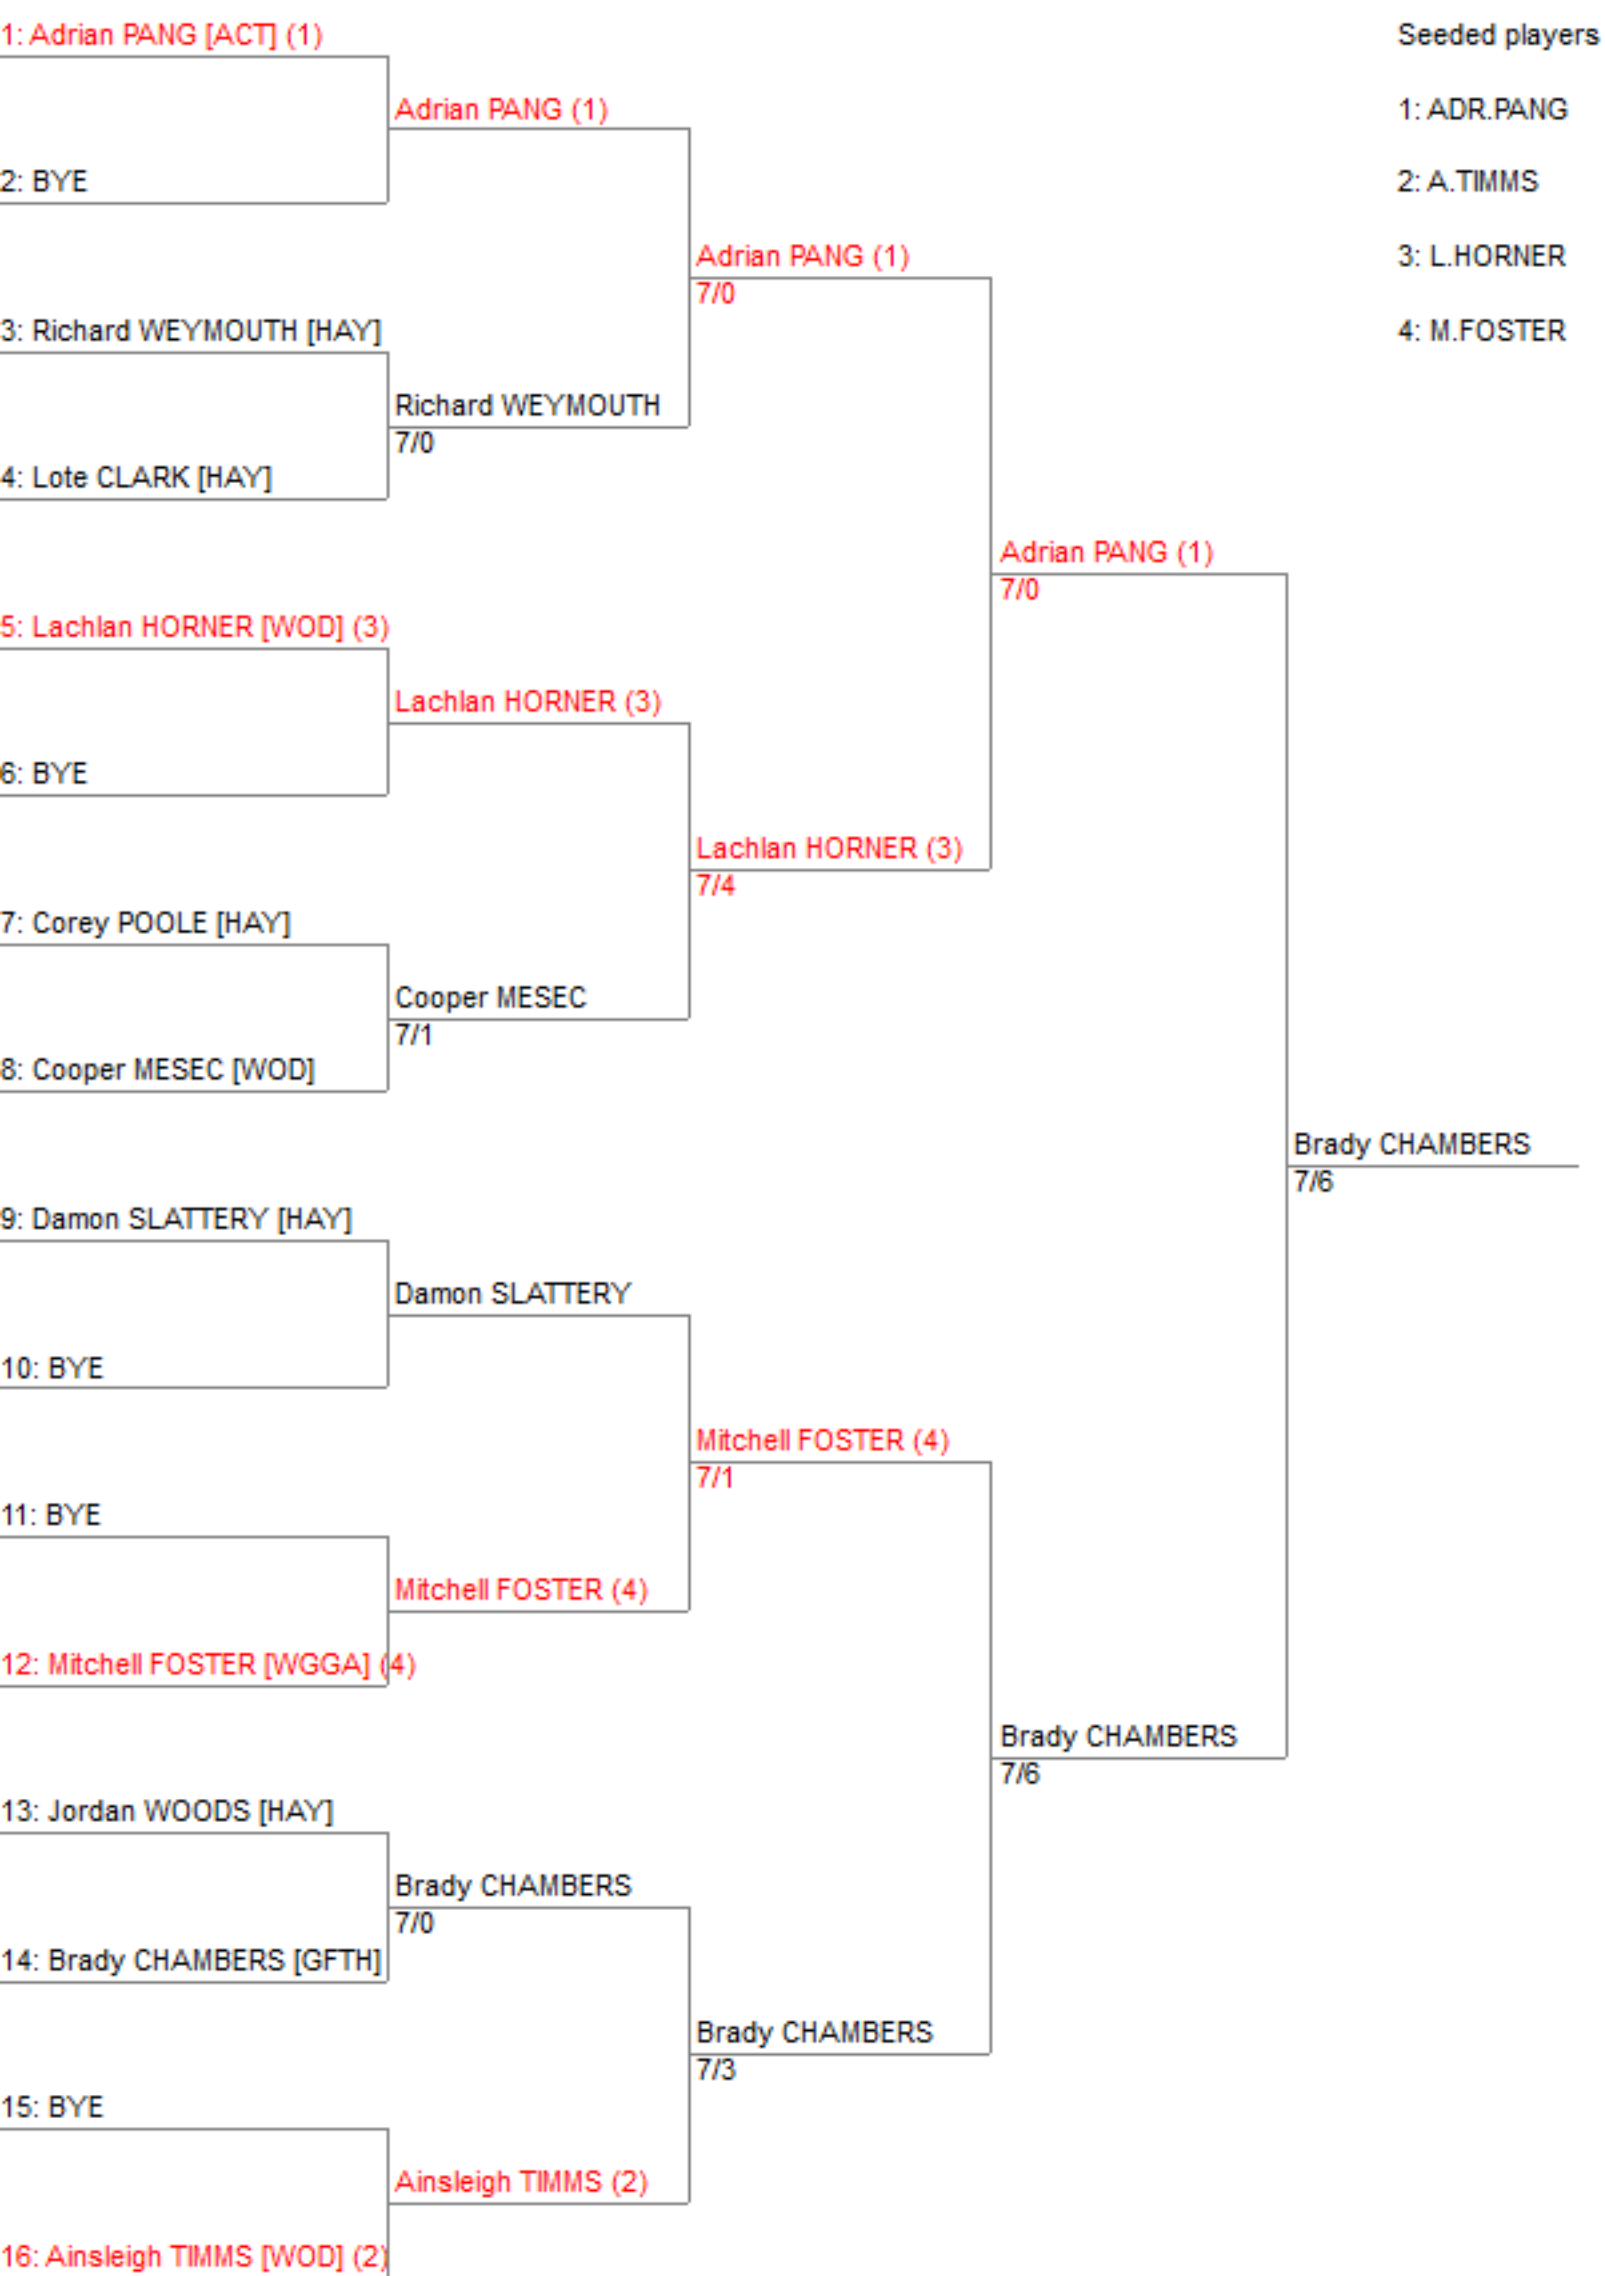 1: Adrian PANG [ACT] (1)
Seeded players
Adrian PANG (1)
1: ADR.PANG
2: BYE
2: A.TIMMS
Adrian PANG (1)
7/0
3: L.HORNER
3: Richard WEYMOUTH [HAY]
4: M.FOSTER
Richard WEYMOUTH
7/0
4: Lote CLARK [HAY]
Adrian PANG (1)
7/0
5: Lachlan HORNER [WOD] (3)
Lachlan HORNER (3)
6: BYE
Lachlan HORNER (3)
7/4
7: Corey POOLE [HAY]
Cooper MESEC
7/1
8: Cooper MESEC [WOD]
Brady CHAMBERS
7/6
9: Damon SLATTERY [HAY]
Damon SLATTERY
10: BYE
Mitchell FOSTER (4)
7/1
11: BYE
Mitchell FOSTER (4)
12: Mitchell FOSTER [WGGA] (4)
Brady CHAMBERS
7/6
13: Jordan WOODS [HAY]
Brady CHAMBERS
7/0
14: Brady CHAMBERS [GFTH]
Brady CHAMBERS
7/3
15: BYE
Ainsleigh TIMMS (2)
16: Ainsleigh TIMMS [WOD] (2)